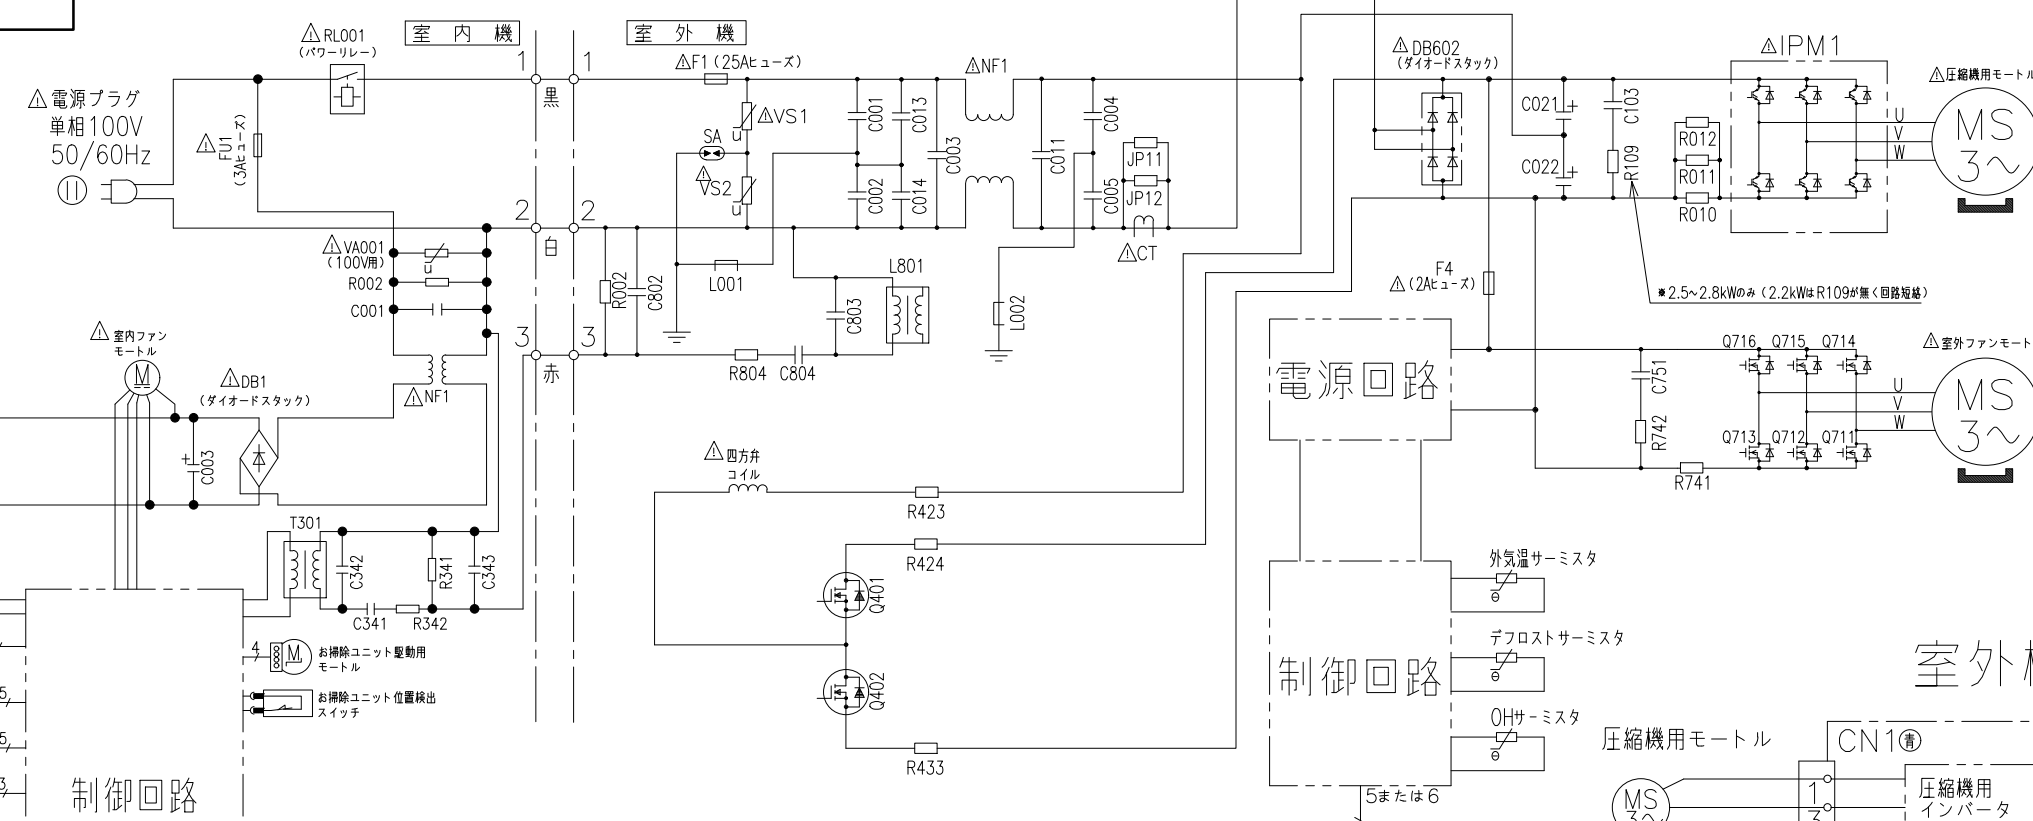 RL001
(パワーリレー)
室 内 機
室 外 機
1
1
黒
F1 (25Aヒューズ)
NF1
DB602
(ダイオードスタック)
IPM1
圧縮機用モートル
電源プラグ
単相100V
50/60Hz
FU1
(3Aヒューズ)
SA
VS1
u
VS2
u
C001
C013
C002
C014
C003
C011
C004
C005
JP11
JP12
CT
C021
+
C022
+
C103
R109
R012
R011
R010
U
V
W
MS
3～
2
2
白
VA001
(100V用)
u
R002
C001
R002
C802
L001
L801
C803
L002
F4
(2Aヒューズ)
※2.5～2.8kWのみ (2.2kWはR109が無く回路短絡)
3
3
赤
NF1
R804
C804
室内ファン
モートル
M
DB1
(ダイオードスタック)
+
C003
電源回路
C751
R742
R741
Q716
Q715
Q714
Q713
Q712
Q711
U
V
W
室外ファンモート
MS
3～
四方弁
コイル
R423
R424
Q401
Q402
R433
T301
C342
R341
C343
C341
R342
4
M
お掃除ユニット駆動用
モートル
お掃除ユニット位置検出
スイッチ
5
5
3
制御回路
制御回路
外気温サーミスタ
θ
デフロストサーミスタ
θ
OHサーミスタ
θ
5または6
室外機
圧縮機用モートル
CN1青
MS
3～
1
3
圧縮機用
インバータ